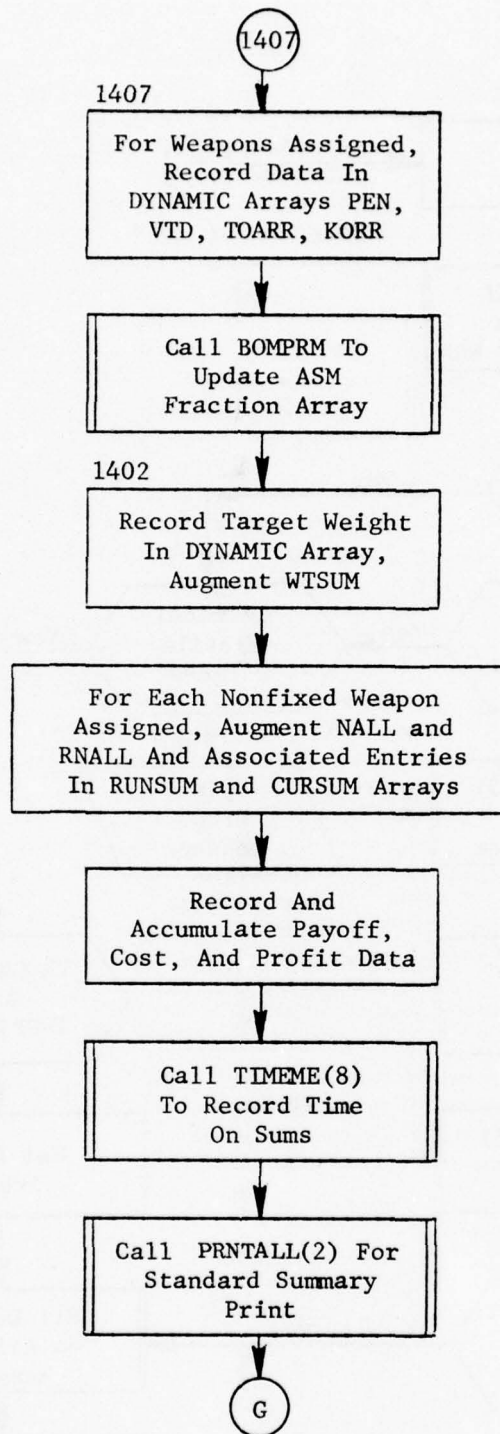 1407
1407
For Weapons Assigned,
Record Data In
DYNAMIC Arrays PEN,
VTD, TOARR, KORR
Call BOMPRM To
Update ASM
Fraction Array
1402
Record Target Weight
In DYNAMIC Array,
Augment WTSUM
For Each Nonfixed Weapon
Assigned, Augment NALL and
RNALL And Associated Entries
In RUNSUM and CURSUM Arrays
Record And
Accumulate Payoff,
Cost, And Profit Data
Call TIMEME(8)
To Record Time
On Sums
Call PRNTALL(2) For
Standard Summary
Print
G